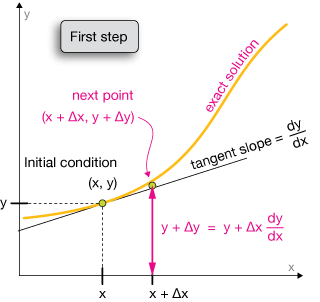 y
First step
next point
(x + Δx, y + Δy)
exact solution
tangent slope = dy/dx
Initial condition
(x, y)
y
y + Δy = y + Δx dy/dx
x
x
x + Δx